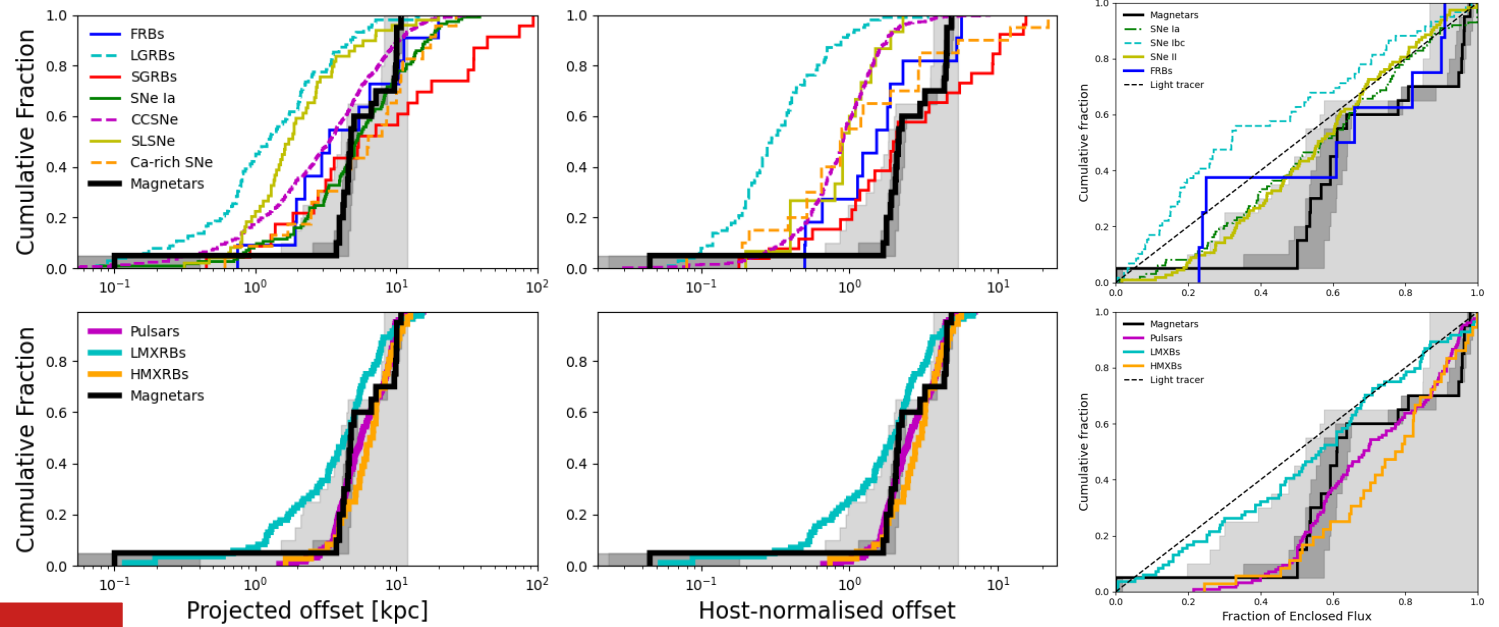 Cumulative Fraction
1.0
0.8
0.6
0.4
0.2
0.0
FRBs
LGRBs
SGRBs
SNe Ia
CCSNe
SLSNe
Ca-rich SNe
Magnetars
10⁻¹ 10⁰ 10¹ 10²
1.0
0.8
0.6
0.4
0.2
0.0
10⁻¹ 10⁰ 10¹
Cumulative fraction
1.0
0.8
0.6
0.4
0.2
0.0
Magnetars
SNe Ia
SNe Ibc
SNe II
FRBs
Light tracer
0.0 0.2 0.4 0.6 0.8 1.0
Cumulative Fraction
0.8
0.6
0.4
0.2
0.0
Pulsars
LMXRBs
HMXRBs
Magnetars
10⁻¹ 10⁰ 10¹ 10²
Projected offset [kpc]
0.8
0.6
0.4
0.2
0.0
10⁻¹ 10⁰ 10¹
Host-normalised offset
Cumulative fraction
1.0
0.8
0.6
0.4
0.2
0.0
Magnetars
Pulsars
LMXBs
HMXBs
Light tracer
0.0 0.2 0.4 0.6 0.8 1.0
Fraction of Enclosed Flux